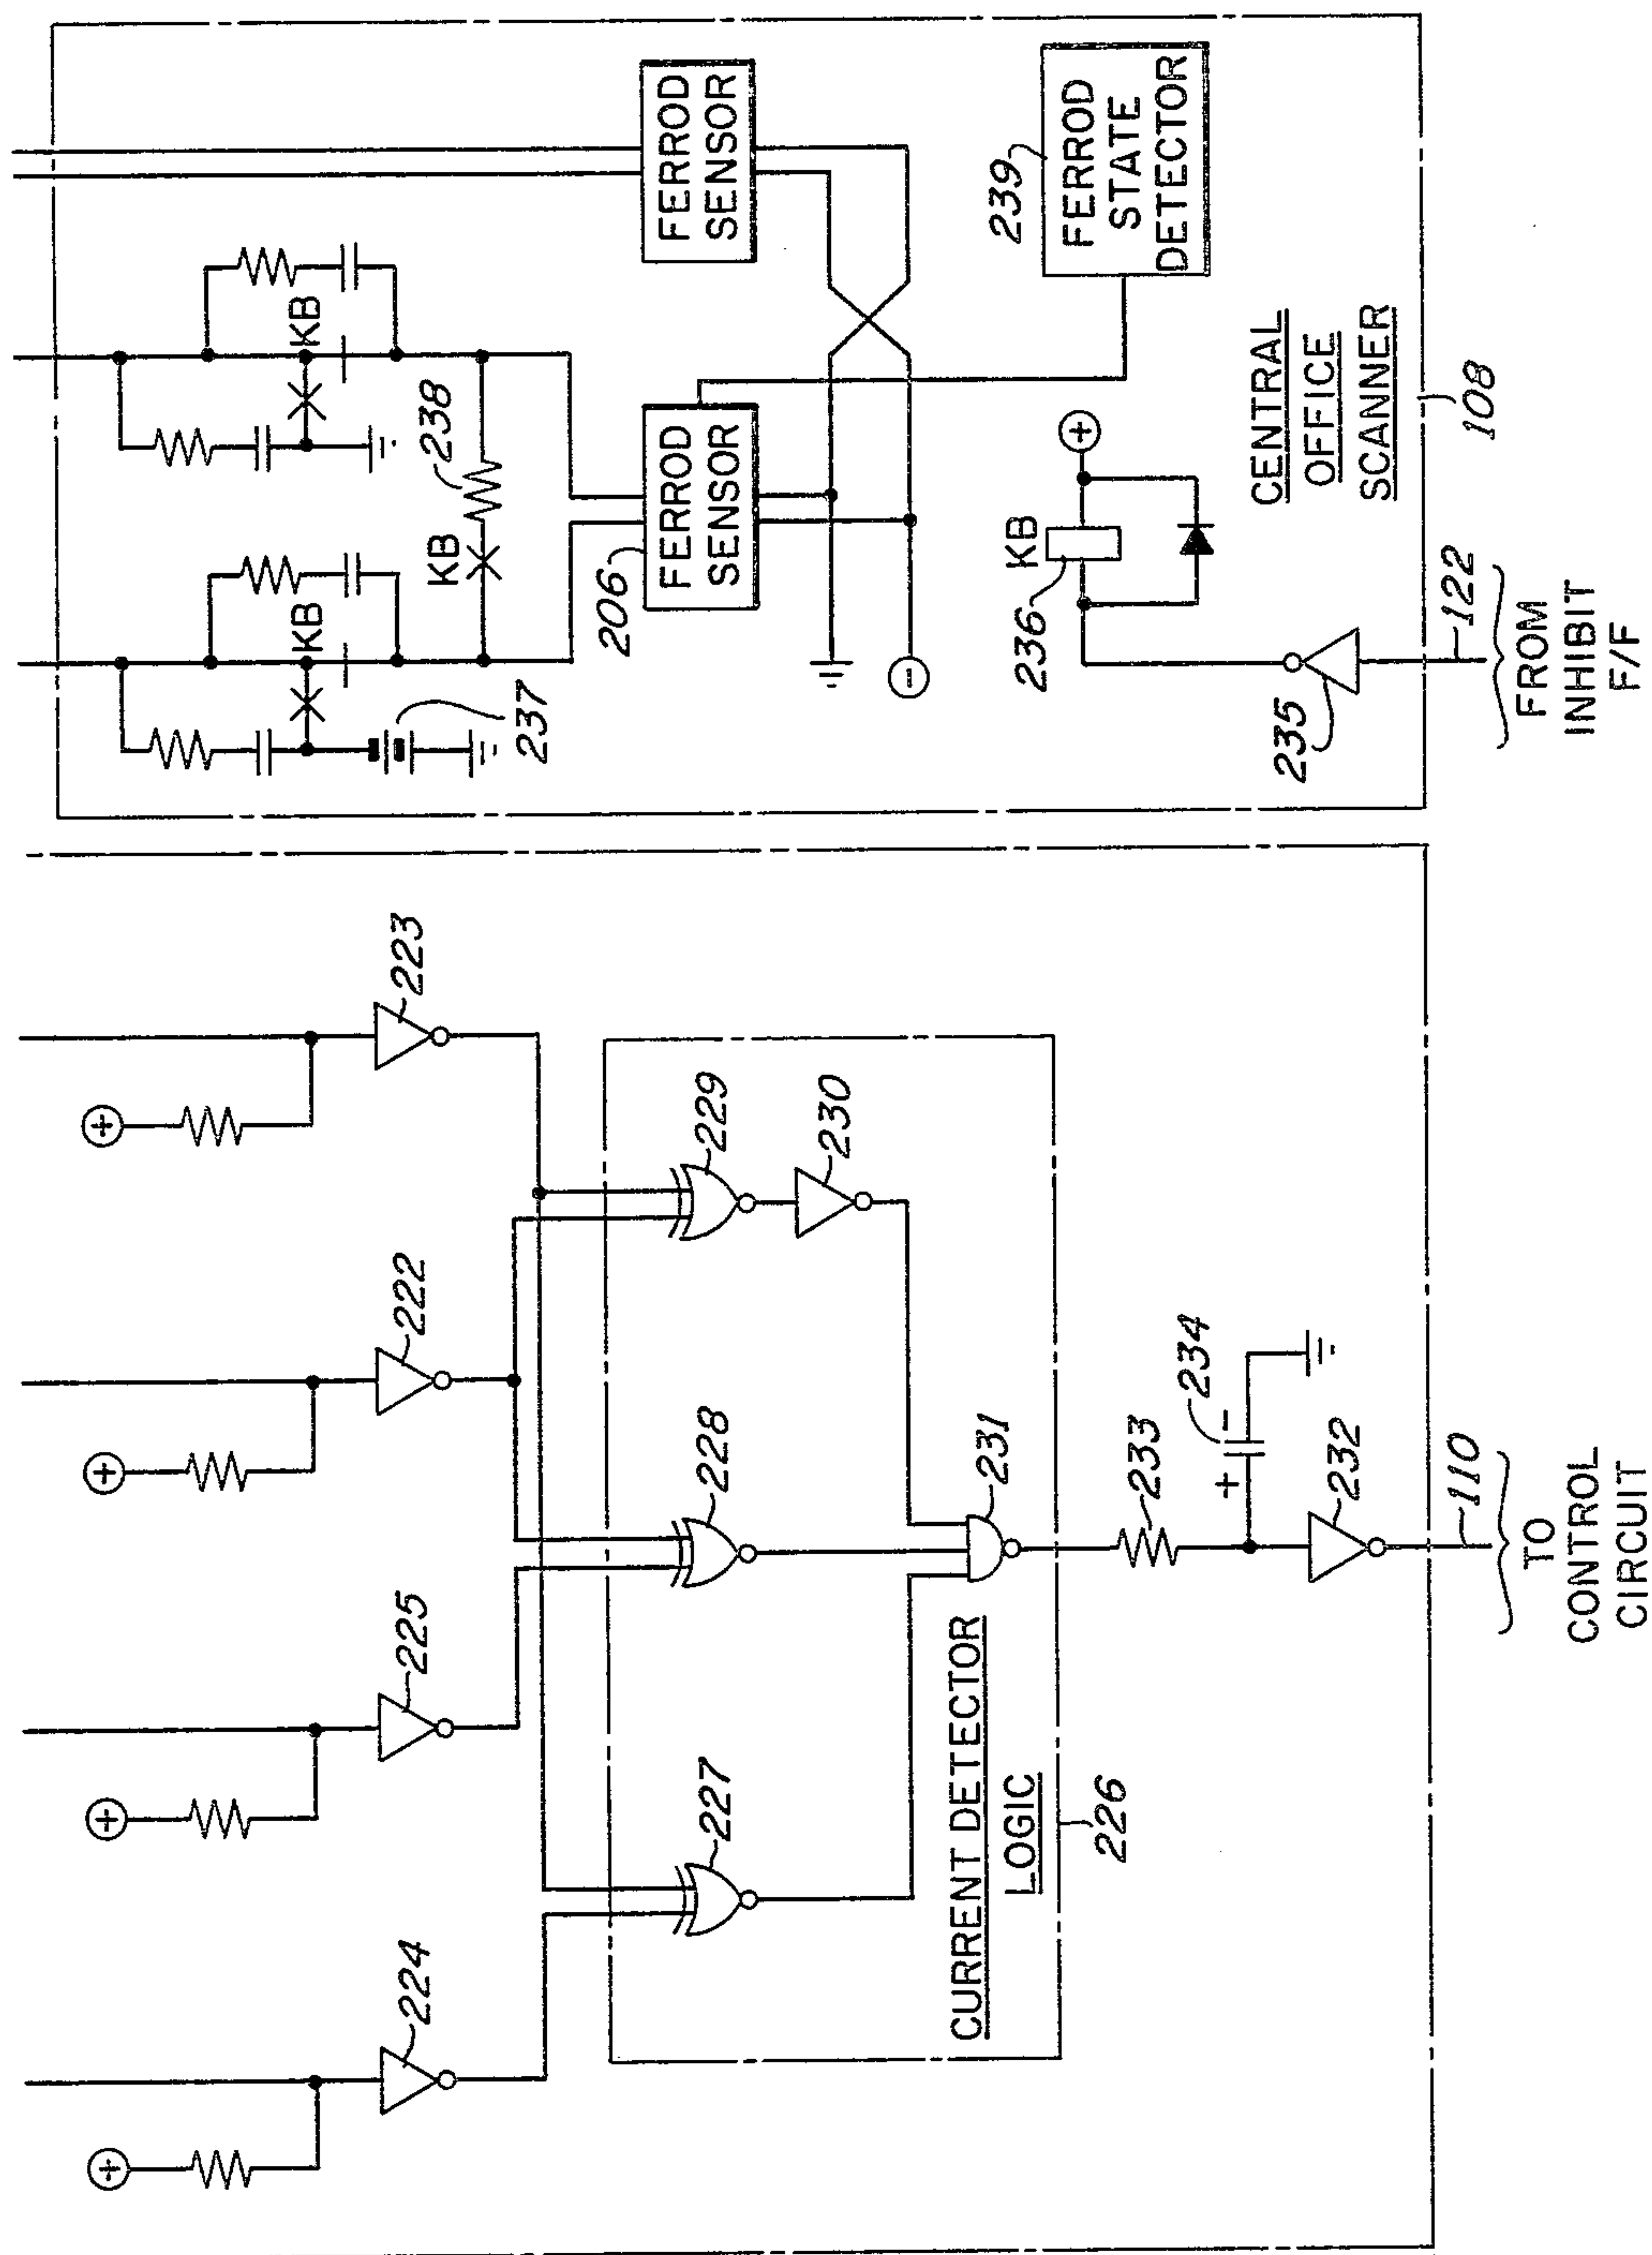 FERROD
SENSOR
FERROD
STATE
DETECTOR
239
KB
238
KB
KB
237
206
FERROD
SENSOR
KB
236
+
−
235
CENTRAL
OFFICE
SCANNER
108
122
FROM
INHIBIT
F/F
+
223
+
222
+
225
+
224
229
230
228
227
231
CURRENT DETECTOR
LOGIC
226
233
234
+ −
232
110
TO
CONTROL
CIRCUIT